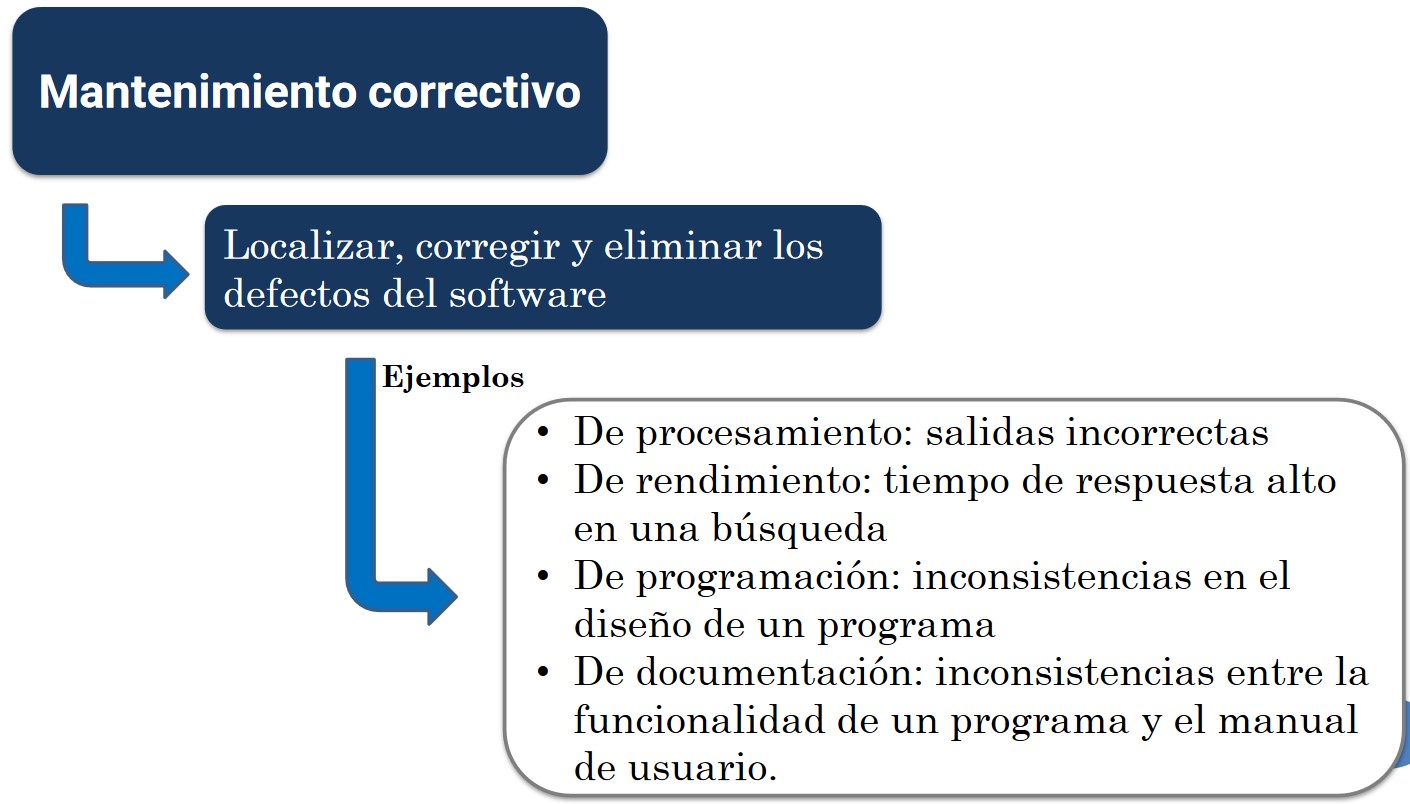 Mantenimiento correctivo
Localizar, corregir y eliminar los
defectos del software
Ejemplos
• De procesamiento: salidas incorrectas
• De rendimiento: tiempo de respuesta alto
en una búsqueda
• De programación: inconsistencias en el
diseño de un programa
• De documentación: inconsistencias entre la
funcionalidad de un programa y el manual
de usuario.